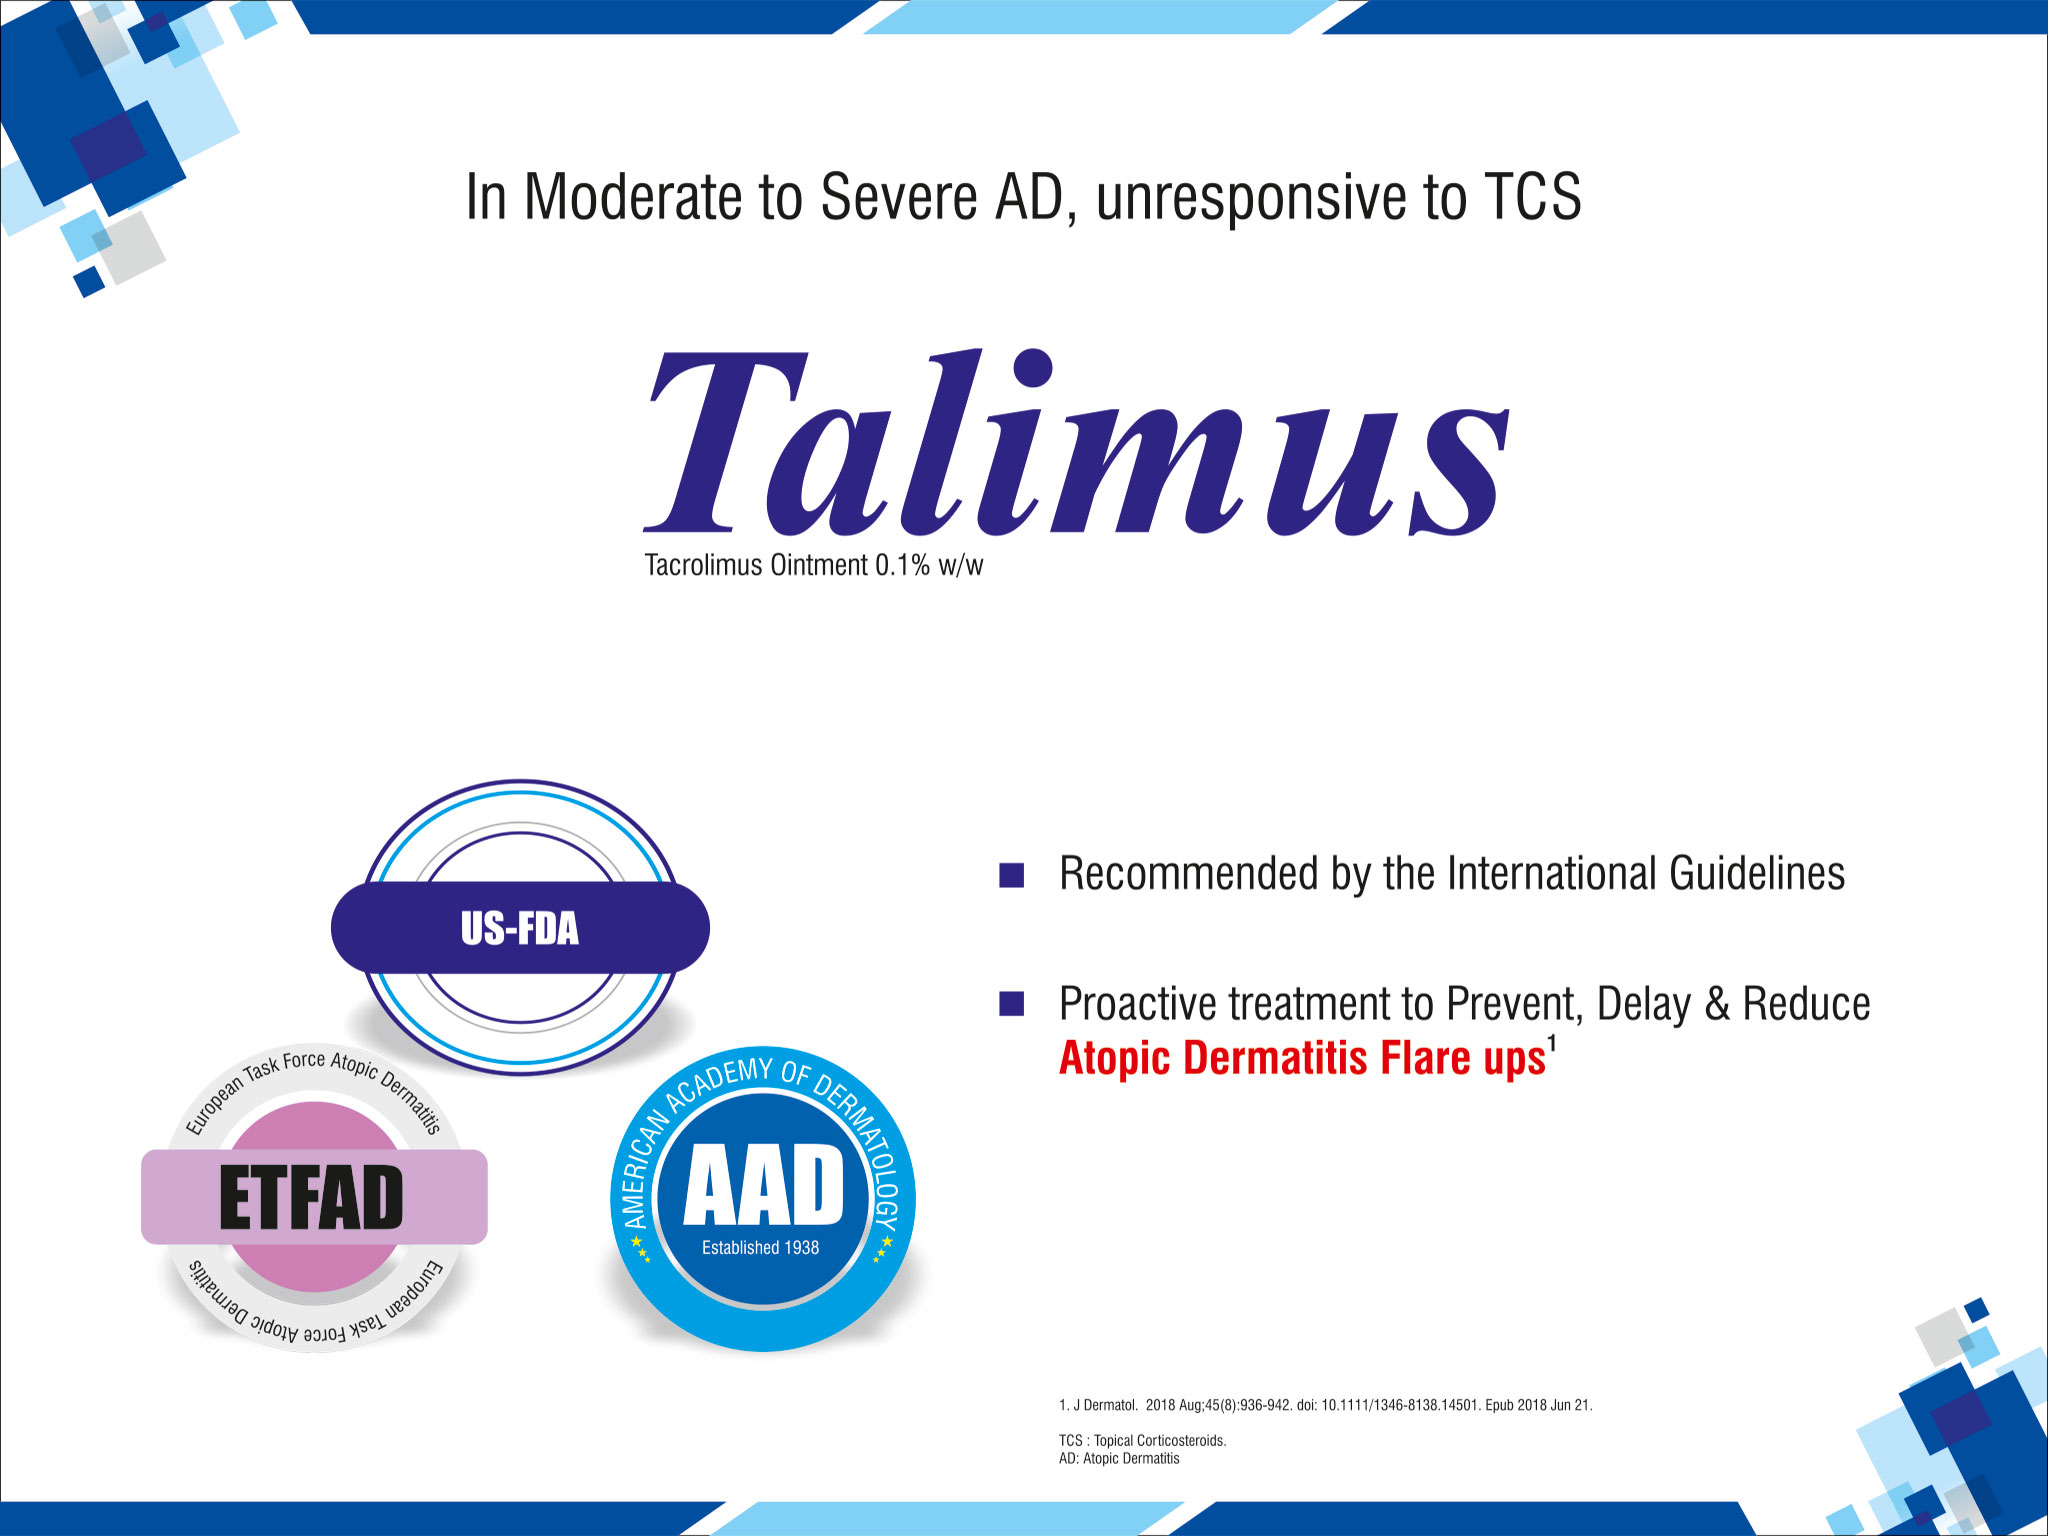 In Moderate to Severe AD, unresponsive to TCS
Talimus
Tacrolimus Ointment 0.1% w/w
US-FDA
European Task Force Atopic Dermatitis
ETFAD
European Task Force Atopic Dermatitis
AMERICAN ACADEMY OF DERMATOLOGY
AAD
Established 1938
■ Recommended by the International Guidelines
■ Proactive treatment to Prevent, Delay & Reduce
Atopic Dermatitis Flare ups¹
1. J Dermatol. 2018 Aug;45(8):936-942. doi: 10.1111/1346-8138.14501. Epub 2018 Jun 21.
TCS : Topical Corticosteroids.
AD: Atopic Dermatitis